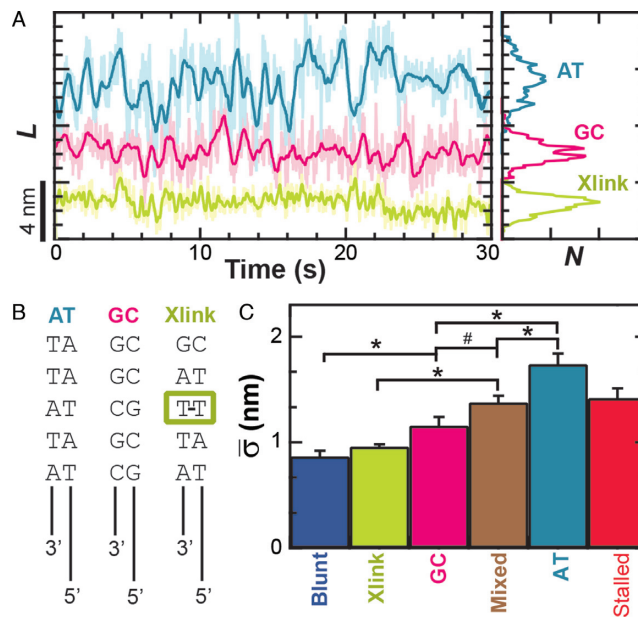 A
L
4 nm
0
10
20
30
Time (s)
AT
GC
Xlink
N
B
AT GC Xlink
TA GC GC
TA GC AT
AT CG T-T
TA GC TA
AT CG AT
3' 3' 3'
5' 5' 5'
C
σ̅ (nm)
2
1
0
* * # * *
Blunt
Xlink
GC
Mixed
AT
Stalled